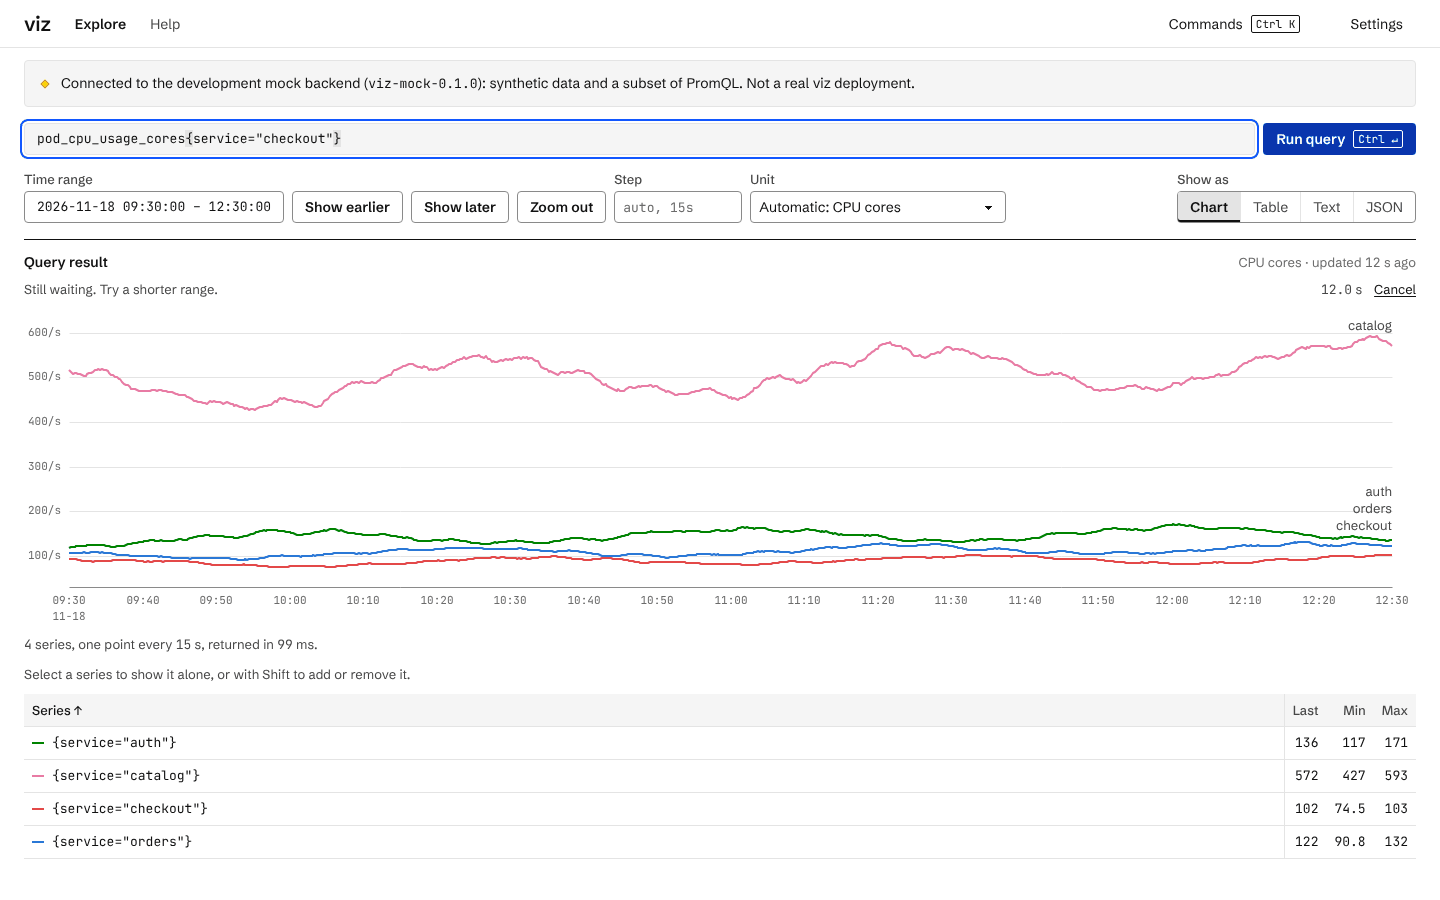 viz Explore Help Commands Ctrl K Settings
Connected to the development mock backend (viz-mock-0.1.0): synthetic data and a subset of PromQL. Not a real viz deployment.
pod_cpu_usage_cores{service="checkout"} Run query Ctrl ↵
Time range Step Unit Show as
2026-11-18 09:30:00 – 12:30:00 Show earlier Show later Zoom out auto, 15s Automatic: CPU cores Chart Table Text JSON
Query result CPU cores · updated 12 s ago
Still waiting. Try a shorter range. 12.0 s Cancel
catalog
600/s
500/s
400/s
300/s
auth
200/s orders
checkout
100/s
09:30 09:40 09:50 10:00 10:10 10:20 10:30 10:40 10:50 11:00 11:10 11:20 11:30 11:40 11:50 12:00 12:10 12:20 12:30
11-18
4 series, one point every 15 s, returned in 99 ms.
Select a series to show it alone, or with Shift to add or remove it.
Series ↑ Last Min Max
{service="auth"} 136 117 171
{service="catalog"} 572 427 593
{service="checkout"} 102 74.5 103
{service="orders"} 122 90.8 132